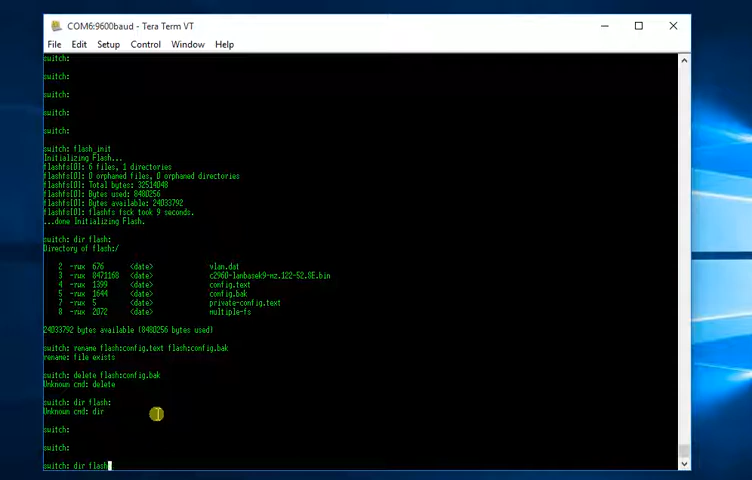 COM6:9600baud - Tera Term VT
File Edit Setup Control Window Help
switch:
switch:
switch:
switch:
switch:
switch: flash_init
Initializing Flash...
flashfs[0]: 6 files, 1 directories
flashfs[0]: 0 orphaned files, 0 orphaned directories
flashfs[0]: Total bytes: 32514048
flashfs[0]: Bytes used: 8480256
flashfs[0]: Bytes available: 24033792
flashfs[0]: flashfs fsck took 9 seconds.
...done Initializing Flash.
switch: dir flash:
Directory of flash:/
2 -rwx 676 <date> vlan.dat
3 -rwx 8471168 <date> c2960-lanbasek9-mz.122-52.SE.bin
4 -rwx 1399 <date> config.text
5 -rwx 1644 <date> config.bak
7 -rwx 5 <date> private-config.text
8 -rwx 2072 <date> multiple-fs
24033792 bytes available (8480256 bytes used)
switch: rename flash:config.text flash:config.bak
rename: file exists
switch: delete flash:config.bak
Unknown cmd: delete
switch: dir flash:
Unknown cmd: dir
switch:
switch:
switch: dir flash